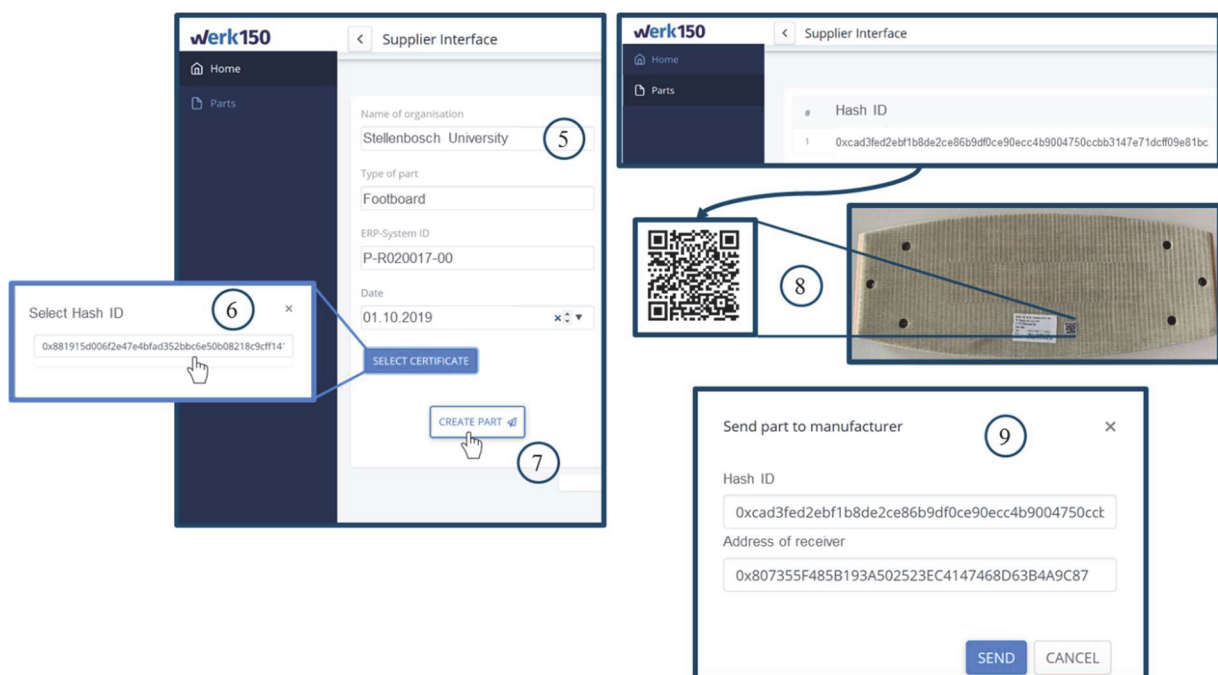 werk150
Supplier Interface
Home
Parts
Name of organisation
Stellenbosch University
5
Type of part
Footboard
ERP-System ID
P-R020017-00
Date
01.10.2019
SELECT CERTIFICATE
CREATE PART
7
Select Hash ID
6
0x881915d006f2e47e4bfad352bbc6e50b08218c9cff14
werk150
Supplier Interface
Home
Parts
# Hash ID
1 0xcad3fed2ebf1b8de2ce86b9df0ce90ecc4b9004750ccbb3147e71dcff09e81bc
8
Send part to manufacturer
9
Hash ID
0xcad3fed2ebf1b8de2ce86b9df0ce90ecc4b9004750cct
Address of receiver
0x807355F485B193A502523EC4147468D63B4A9C87
SEND
CANCEL